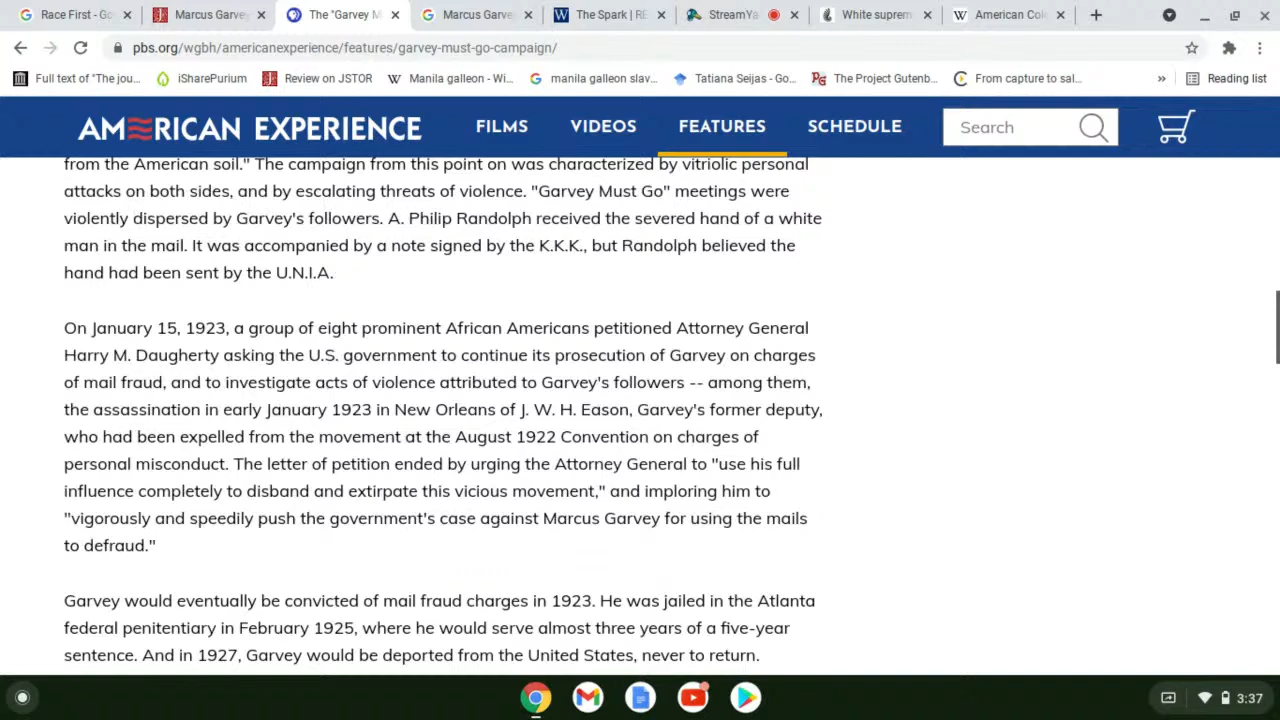 Race First - Go
Marcus Garvey
The "Garvey M
Marcus Garve
The Spark | RE
StreamYa
White suprem
American Col
pbs.org/wgbh/americanexperience/features/garvey-must-go-campaign/
Full text of "The jou...
iSharePurium
Review on JSTOR
Manila galleon - Wi...
manila galleon slav...
Tatiana Seijas - Go...
The Project Gutenb...
From capture to sal...
»
Reading list
AMERICAN EXPERIENCE
FILMS
VIDEOS
FEATURES
SCHEDULE
Search
from the American soil." The campaign from this point on was characterized by vitriolic personal
attacks on both sides, and by escalating threats of violence. "Garvey Must Go" meetings were
violently dispersed by Garvey's followers. A. Philip Randolph received the severed hand of a white
man in the mail. It was accompanied by a note signed by the K.K.K., but Randolph believed the
hand had been sent by the U.N.I.A.
On January 15, 1923, a group of eight prominent African Americans petitioned Attorney General
Harry M. Daugherty asking the U.S. government to continue its prosecution of Garvey on charges
of mail fraud, and to investigate acts of violence attributed to Garvey's followers -- among them,
the assassination in early January 1923 in New Orleans of J. W. H. Eason, Garvey's former deputy,
who had been expelled from the movement at the August 1922 Convention on charges of
personal misconduct. The letter of petition ended by urging the Attorney General to "use his full
influence completely to disband and extirpate this vicious movement," and imploring him to
"vigorously and speedily push the government's case against Marcus Garvey for using the mails
to defraud."
Garvey would eventually be convicted of mail fraud charges in 1923. He was jailed in the Atlanta
federal penitentiary in February 1925, where he would serve almost three years of a five-year
sentence. And in 1927, Garvey would be deported from the United States, never to return.
3:37